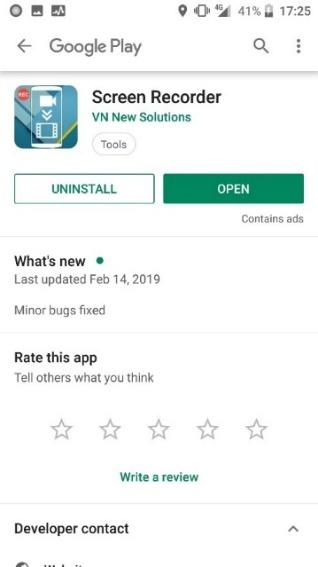 4G 41% 17:25
Google Play
REC
Screen Recorder
VN New Solutions
Tools
UNINSTALL
OPEN
Contains ads
What's new
Last updated Feb 14, 2019
Minor bugs fixed
Rate this app
Tell others what you think
Write a review
Developer contact